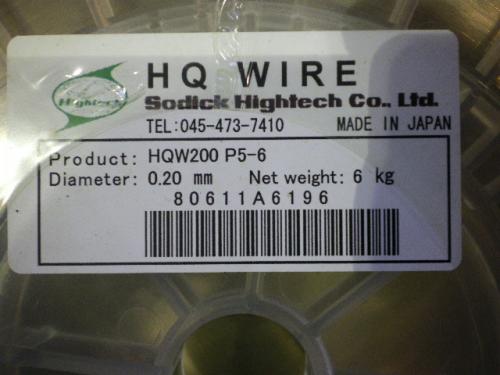 Hightech
HQ WIRE
Sodick Hightech Co., Ltd.
TEL:045-473-7410 MADE IN JAPAN
Product: HQW200 P5-6
Diameter: 0.20 mm Net weight: 6 kg
80611A6196